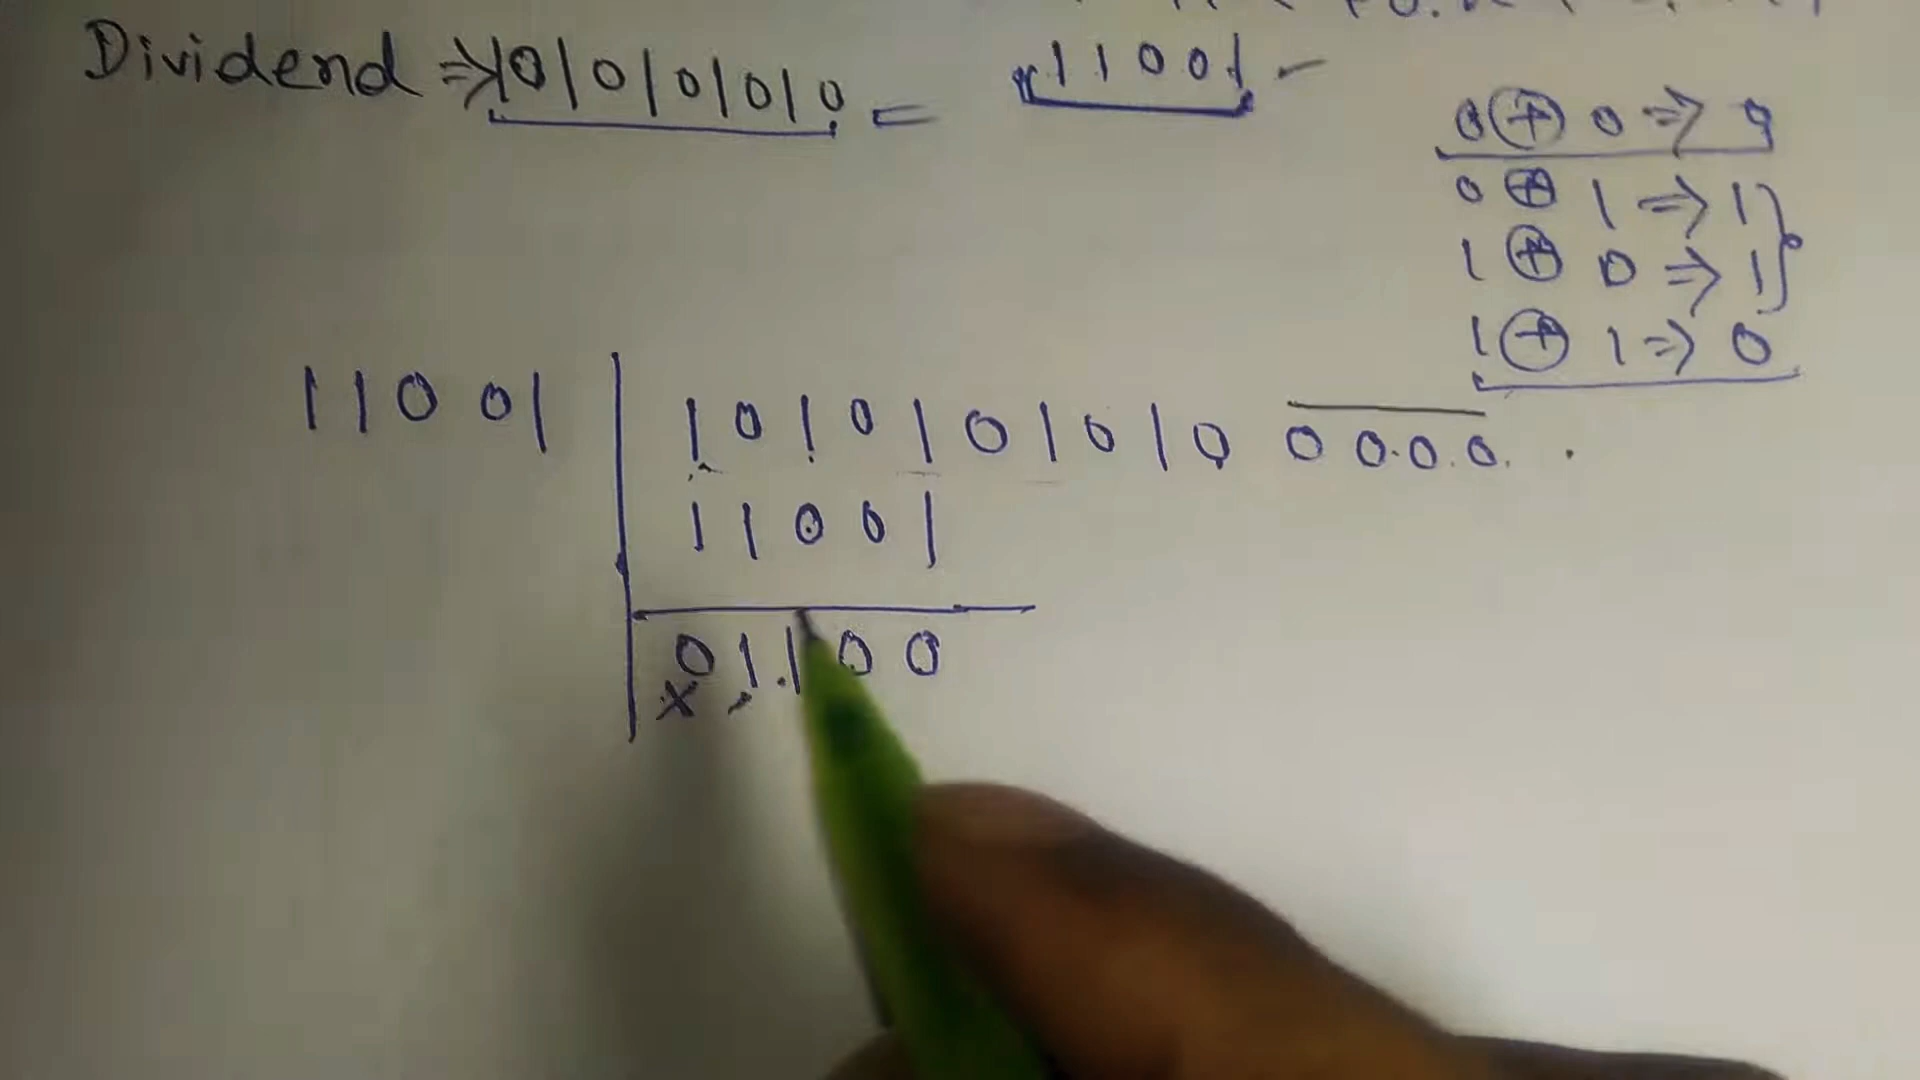 Dividend ⇒ 1010101010 = 11001 –
0 ⊕ 0 ⇒ 0
0 ⊕ 1 ⇒ 1
1 ⊕ 0 ⇒ 1
1 ⊕ 1 ⇒ 0
11001 | 1010101010 0000
11001
01100